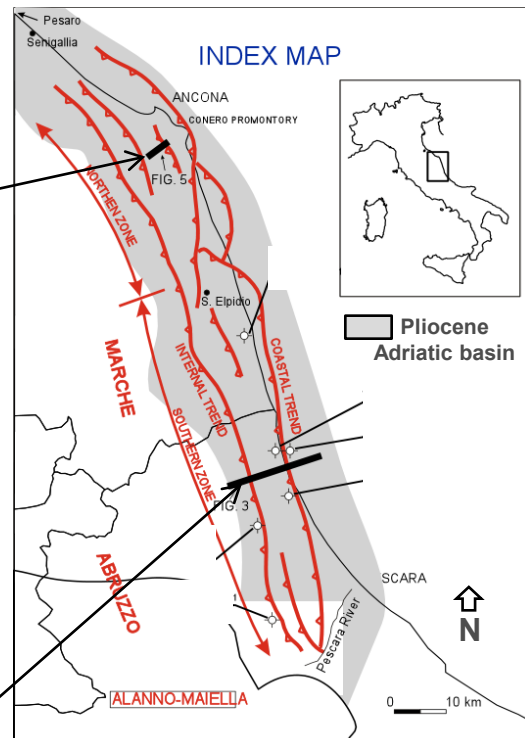 Pesaro
Senigallia
INDEX MAP
ANCONA
CONERO PROMONTORY
FIG. 5
NORTHEN ZONE
S. Elpidio
Pliocene
Adriatic basin
MARCHE
INTERNAL TREND
COASTAL TREND
SOUTHERN ZONE
FIG. 3
ABRUZZO
SCARA
Pescara River
N
ALANNO-MAIELLA
0 10 km